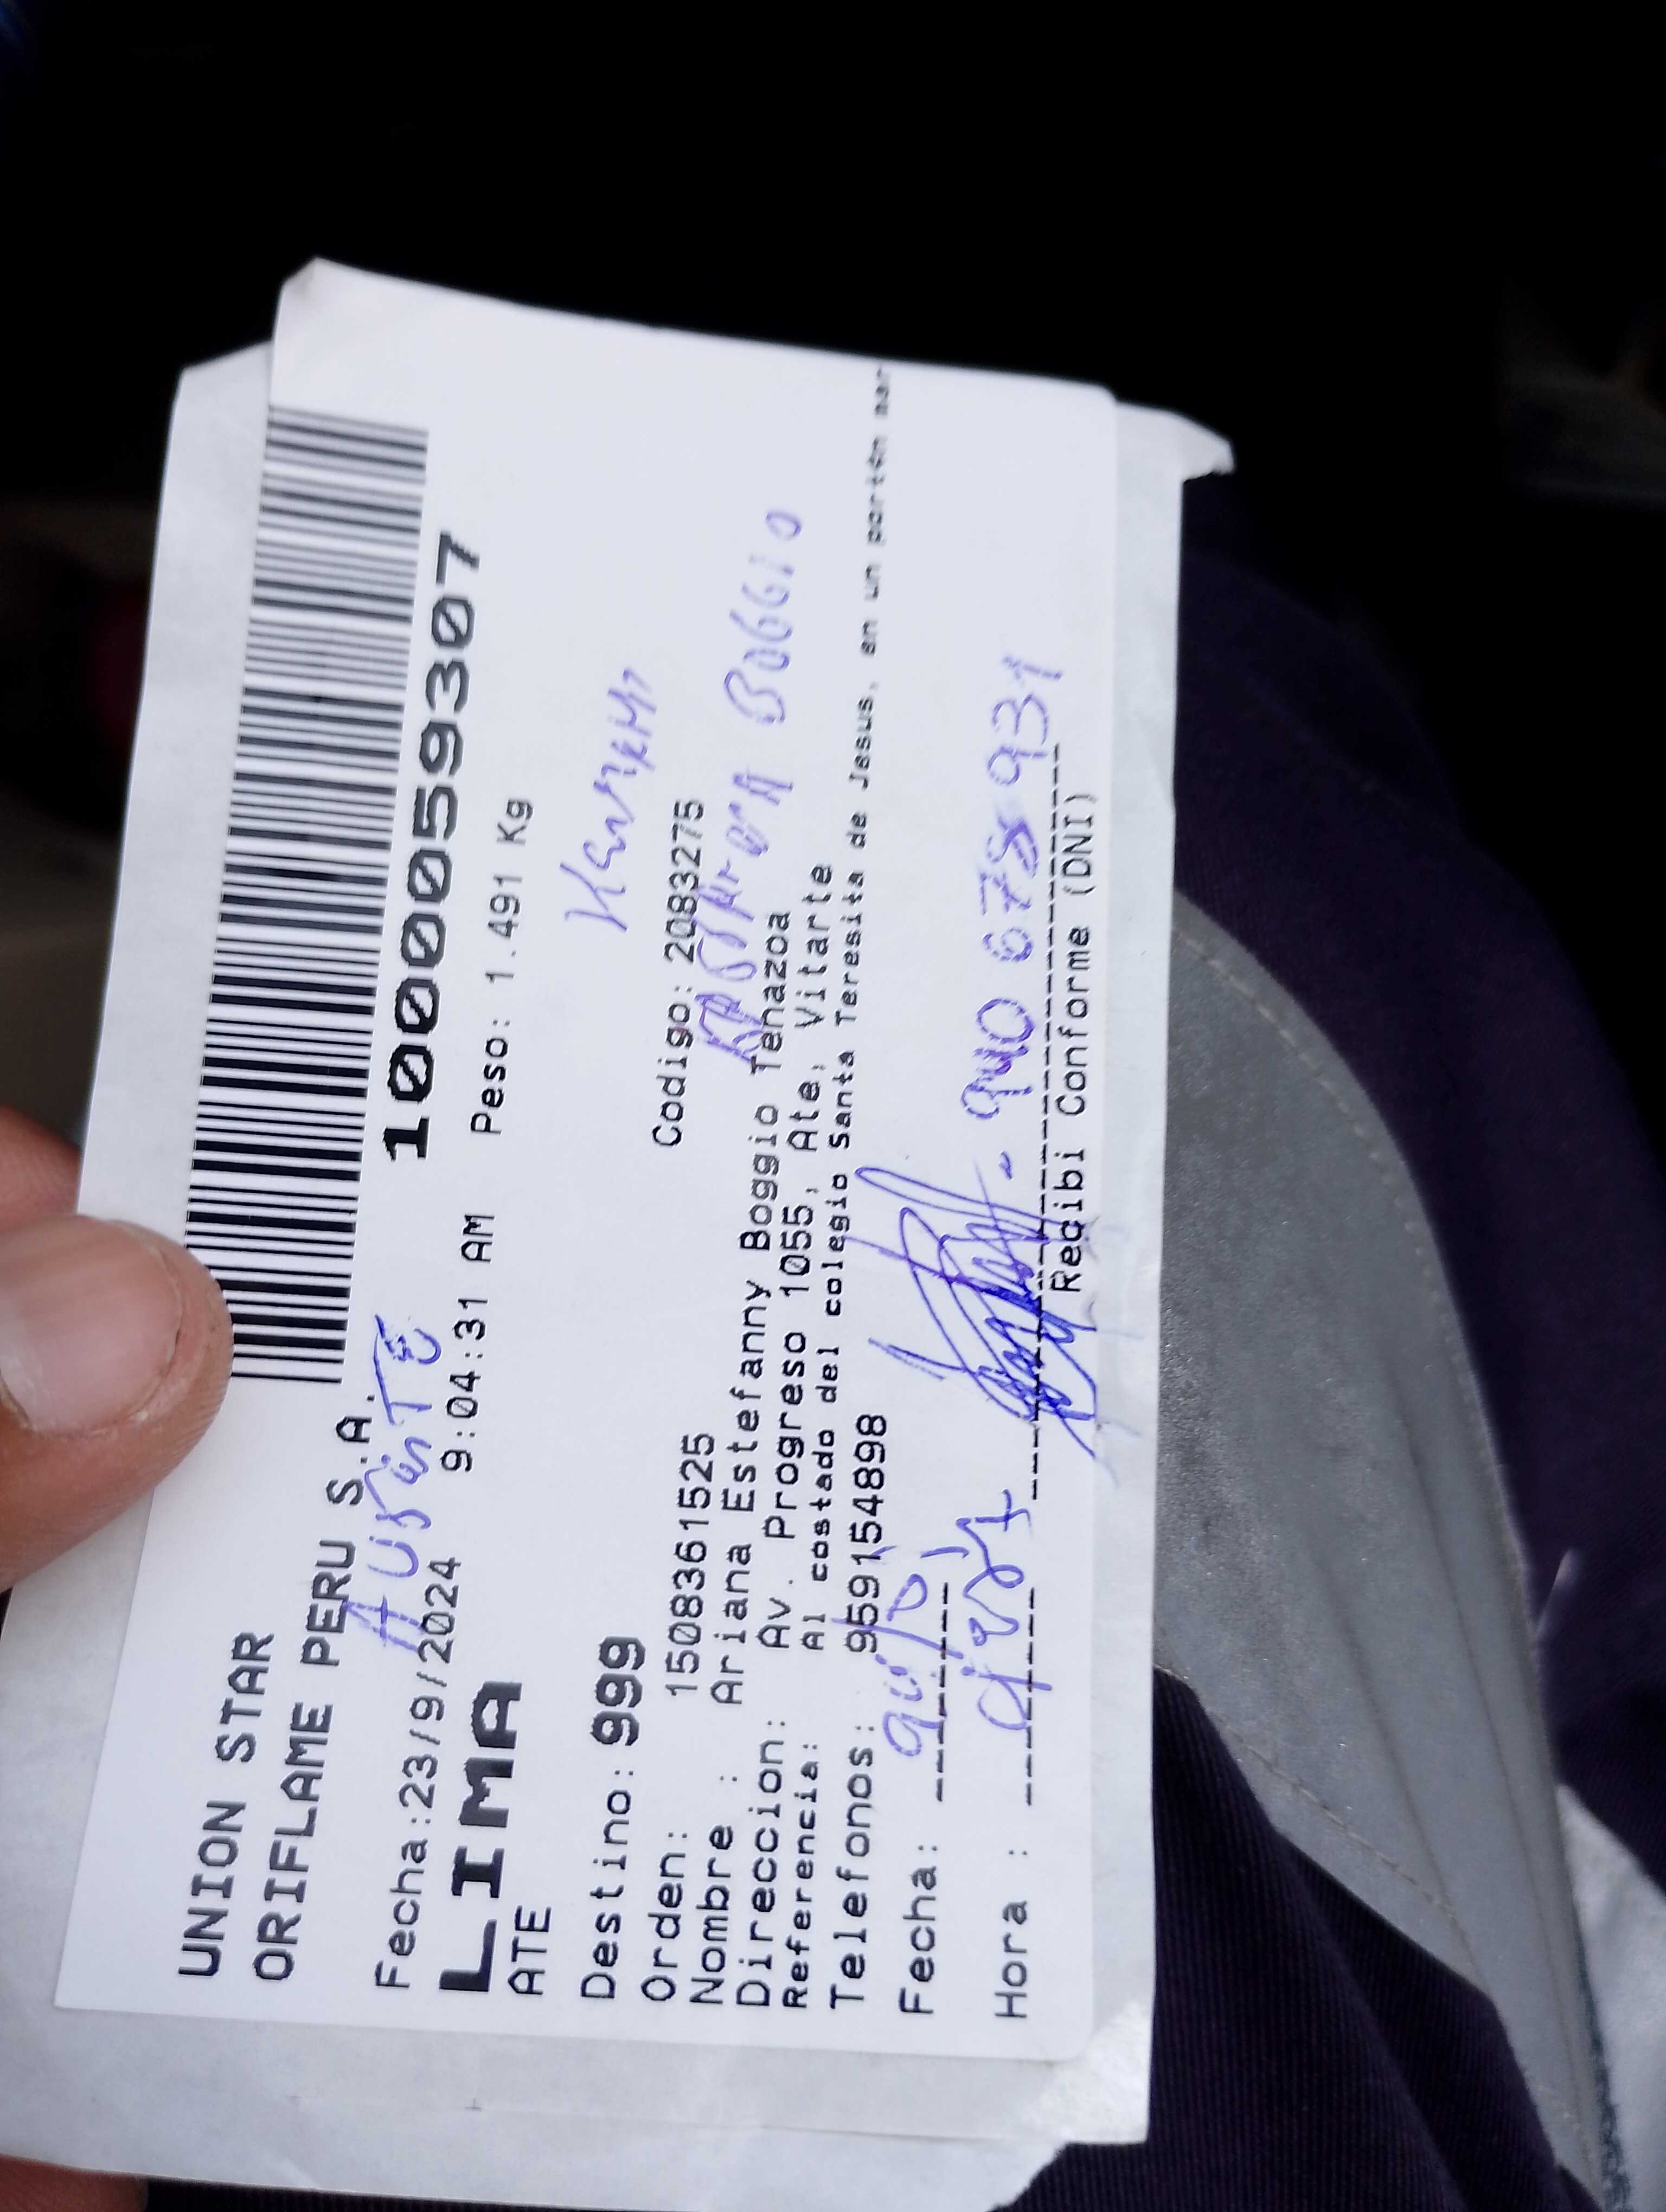 UNION STAR
ORIFLAME PERU S.A.
AUSENTE
Fecha:23/9/2024 9:04:31 AM
1000059307
LIMA
Peso: 1.491 Kg
ATE
Destino: 999
Orden: 1508361525 Codigo: 2083275
Nombre : Ariana Estefanny Boggio Tenazoa
BOGGIO
Direccion: Av. Progreso 1055, Ate, Vitarte
Referencia: Al costado del colegio Santa Teresita de Jesus, en un portón
Telefonos: 959154898
Fecha:
Hora :
Recibi Conforme (DNI)